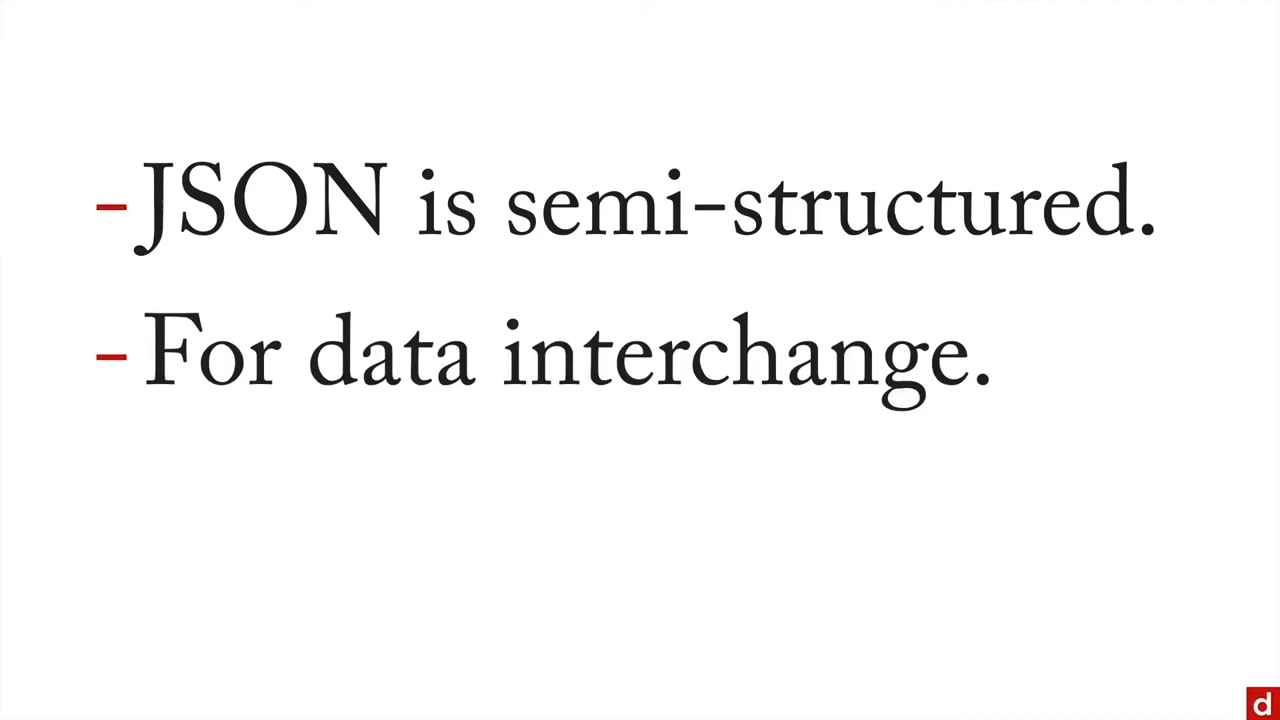 -JSON is semi-structured.
-For data interchange.
d